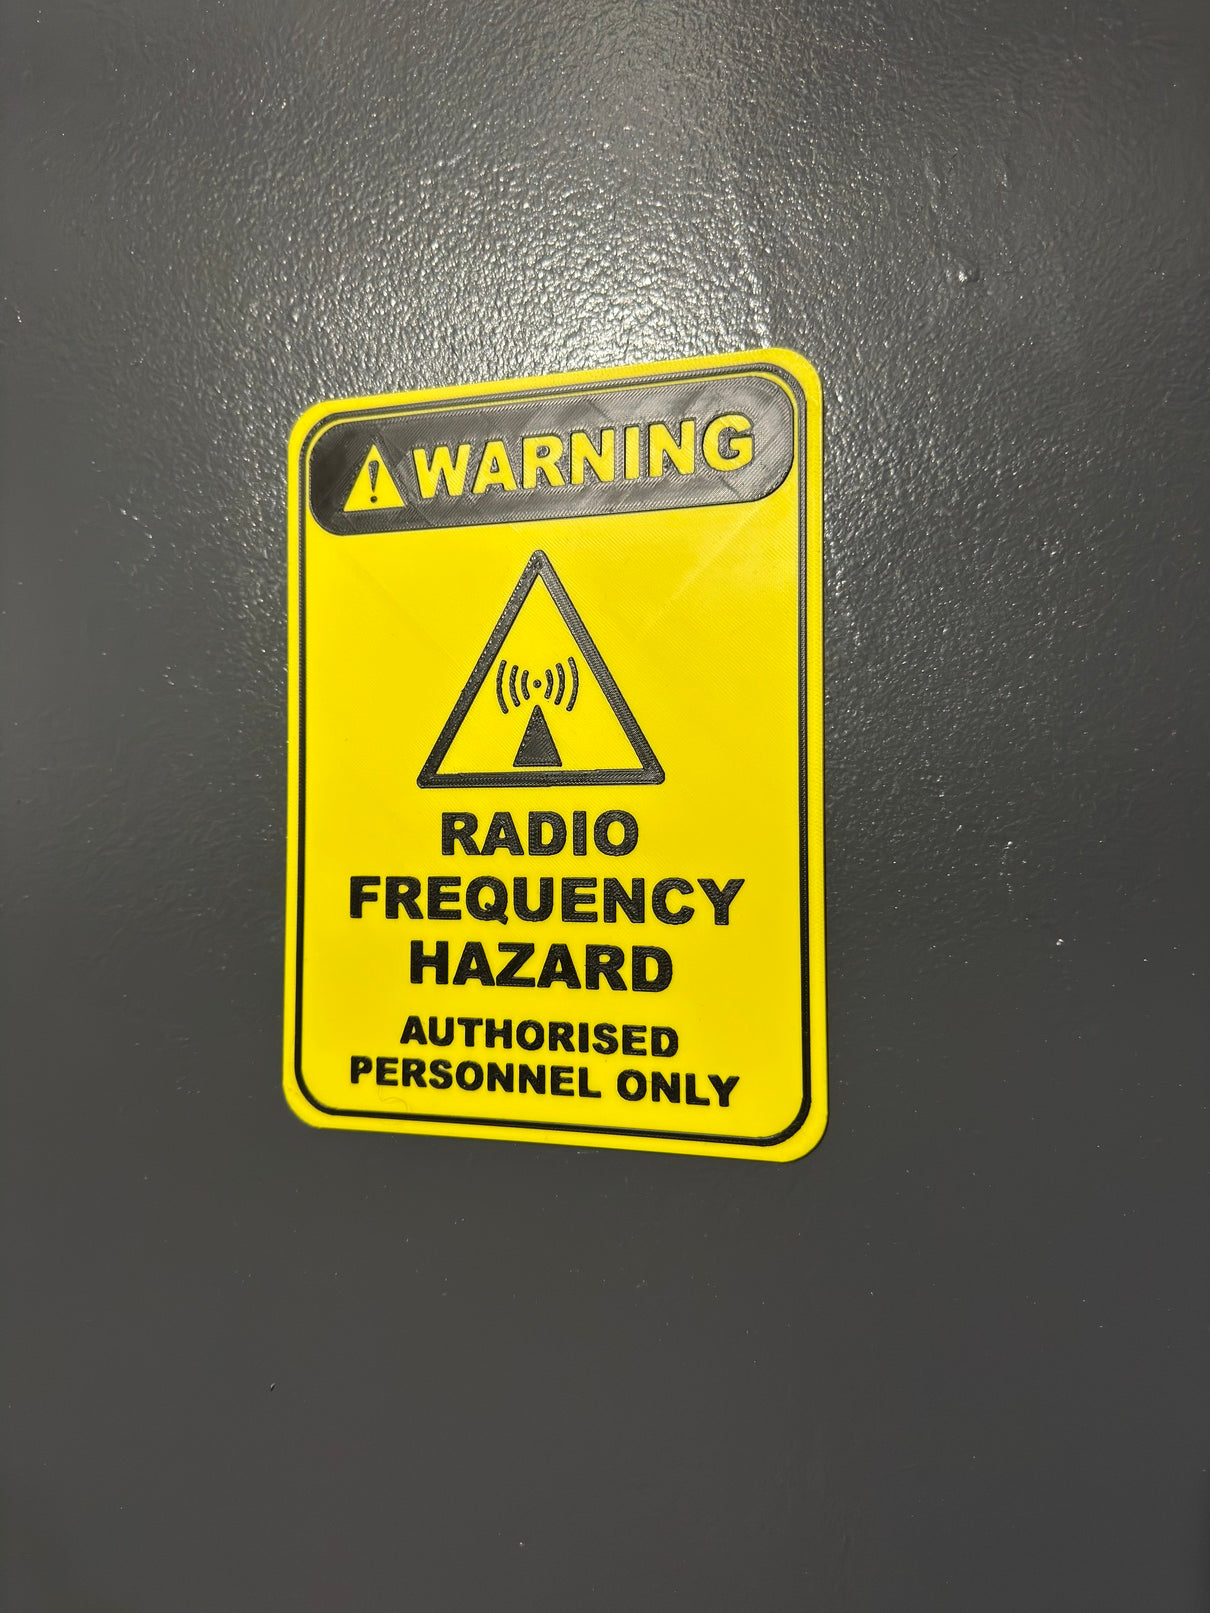 WARNING
RADIO
FREQUENCY
HAZARD
AUTHORISED
PERSONNEL ONLY